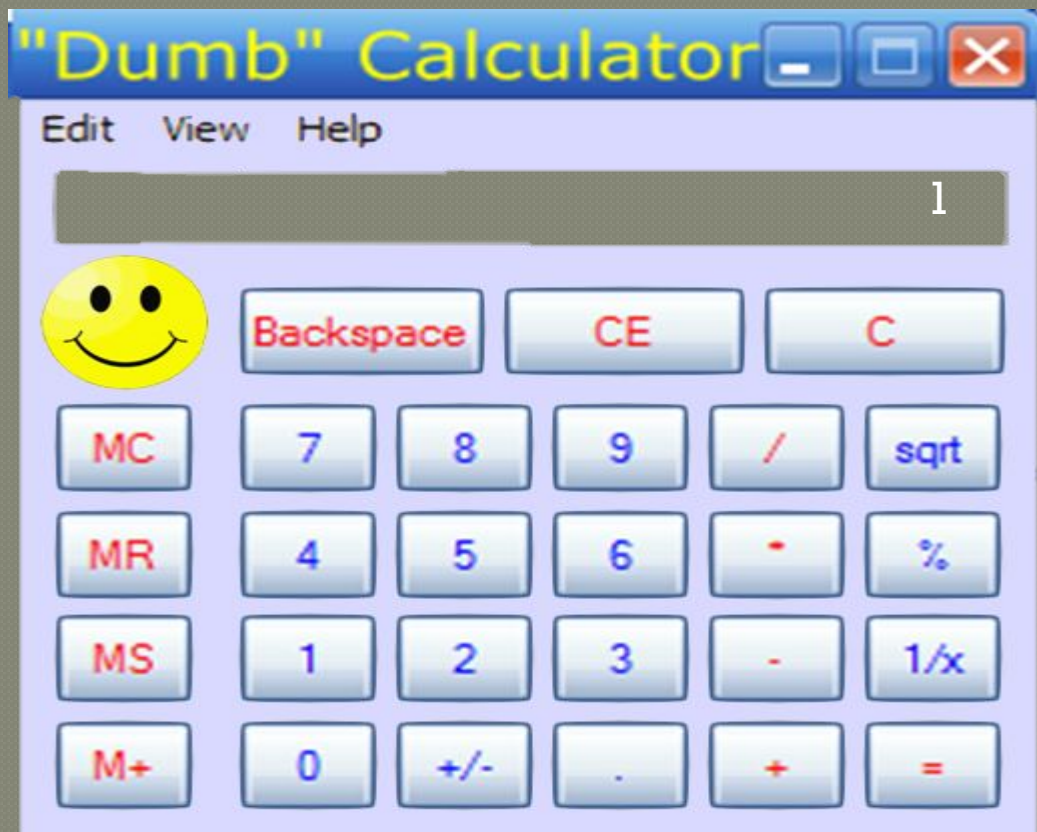 "Dumb" Calculator
Edit View Help
1
Backspace CE C
MC 7 8 9 / sqrt
MR 4 5 6 * %
MS 1 2 3 - 1/x
M+ 0 +/- . + =